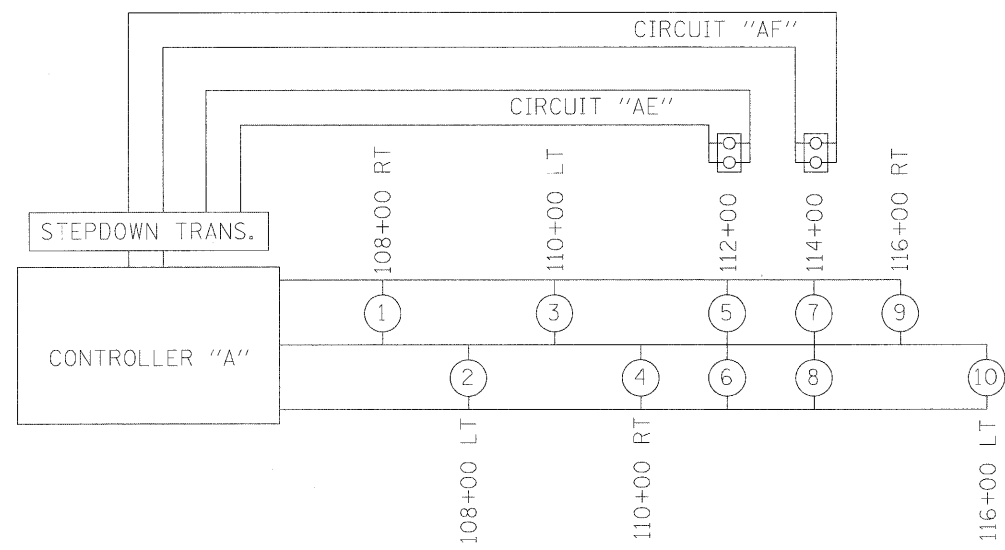 CIRCUIT "AF"
CIRCUIT "AE"
108+00 RT
110+00 LT
112+00
114+00
116+00 RT
STEPDOWN TRANS.
1
3
5
7
9
CONTROLLER "A"
2
4
6
8
10
108+00 LT
110+00 RT
116+00 LT